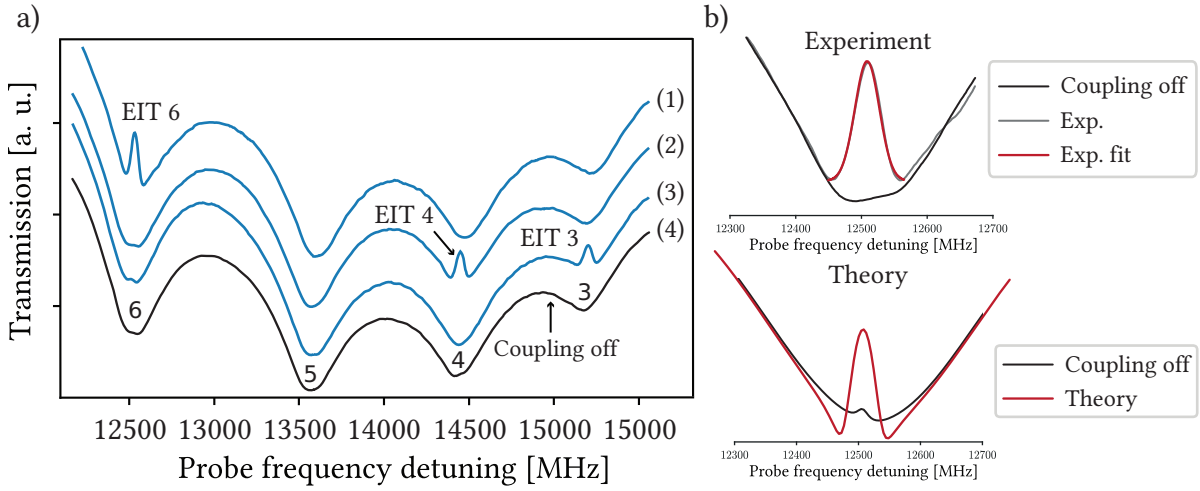 a)
Transmission [a. u.]
EIT 6
EIT 4
EIT 3
(1)
(2)
(3)
(4)
6
5
4
3
Coupling off
12500 13000 13500 14000 14500 15000 15000
Probe frequency detuning [MHz]
b)
Experiment
Coupling off
Exp.
Exp. fit
12300 12400 12500 12600 12700
Probe frequency detuning [MHz]
Theory
Coupling off
Theory
12300 12400 12500 12600 12700
Probe frequency detuning [MHz]